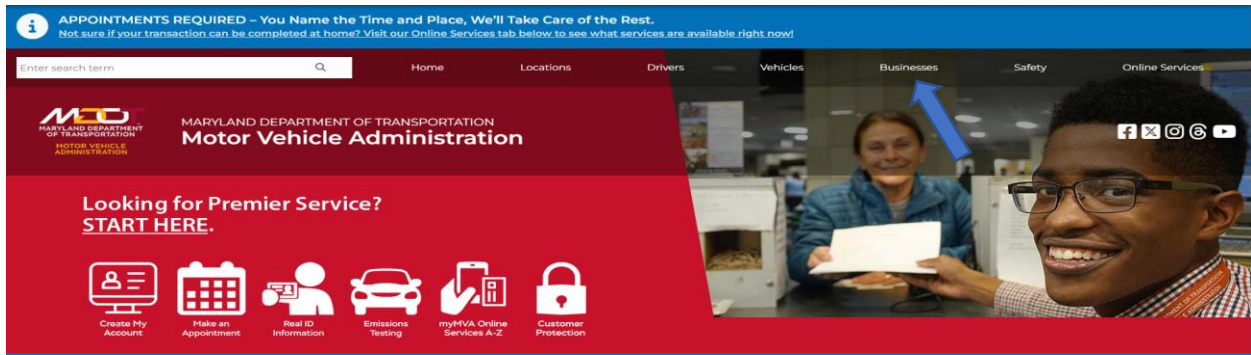 APPOINTMENTS REQUIRED – You Name the Time and Place, We'll Take Care of the Rest.
Not sure if your transaction can be completed at home? Visit our Online Services tab below to see what services are available right now!
Enter search term
Home
Locations
Drivers
Vehicles
Businesses
Safety
Online Services
MDOT
MARYLAND DEPARTMENT
OF TRANSPORTATION
MOTOR VEHICLE
ADMINISTRATION
MARYLAND DEPARTMENT OF TRANSPORTATION
Motor Vehicle Administration
Looking for Premier Service?
START HERE.
Create My
Account
Make an
Appointment
Real ID
Information
Emissions
Testing
myMVA Online
Services A-Z
Customer
Protection